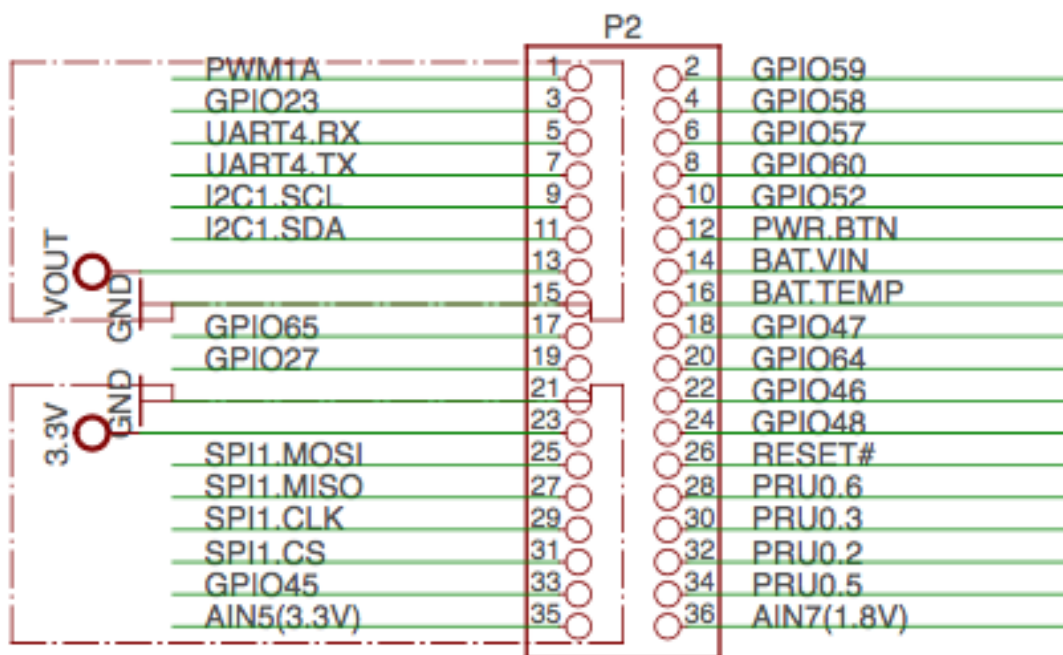 P2
PWM1A 1 2 GPIO59
GPIO23 3 4 GPIO58
UART4.RX 5 6 GPIO57
UART4.TX 7 8 GPIO60
I2C1.SCL 9 10 GPIO52
I2C1.SDA 11 12 PWR.BTN
VOUT 13 14 BAT.VIN
GND 15 16 BAT.TEMP
GPIO65 17 18 GPIO47
GPIO27 19 20 GPIO64
GND 21 22 GPIO46
3.3V 23 24 GPIO48
SPI1.MOSI 25 26 RESET#
SPI1.MISO 27 28 PRU0.6
SPI1.CLK 29 30 PRU0.3
SPI1.CS 31 32 PRU0.2
GPIO45 33 34 PRU0.5
AIN5(3.3V) 35 36 AIN7(1.8V)